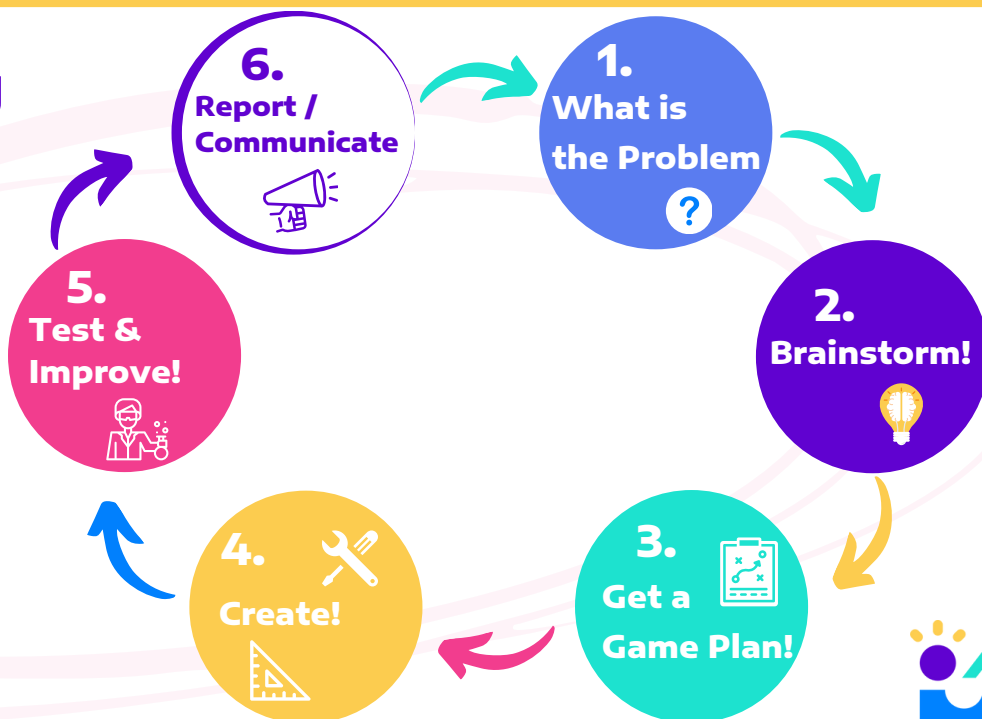 1.
What is
the Problem
?
2.
Brainstorm!
3.
Get a
Game Plan!
4.
Create!
5.
Test &
Improve!
6.
Report /
Communicate